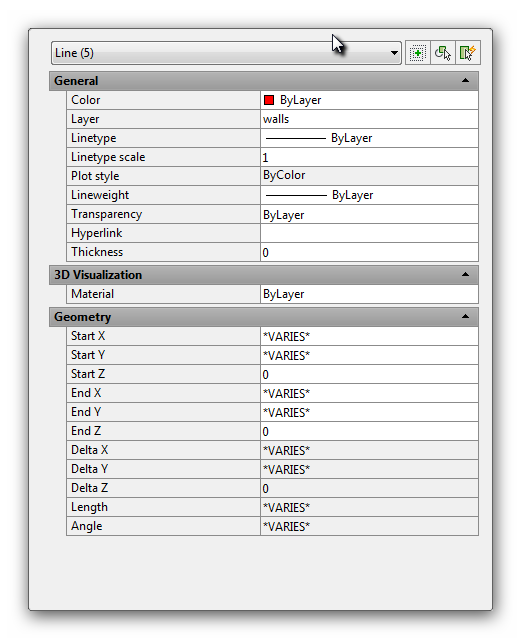 Line (5)
General
Color ByLayer
Layer walls
Linetype ByLayer
Linetype scale 1
Plot style ByColor
Lineweight ByLayer
Transparency ByLayer
Hyperlink
Thickness 0
3D Visualization
Material ByLayer
Geometry
Start X *VARIES*
Start Y *VARIES*
Start Z 0
End X *VARIES*
End Y *VARIES*
End Z 0
Delta X *VARIES*
Delta Y *VARIES*
Delta Z 0
Length *VARIES*
Angle *VARIES*